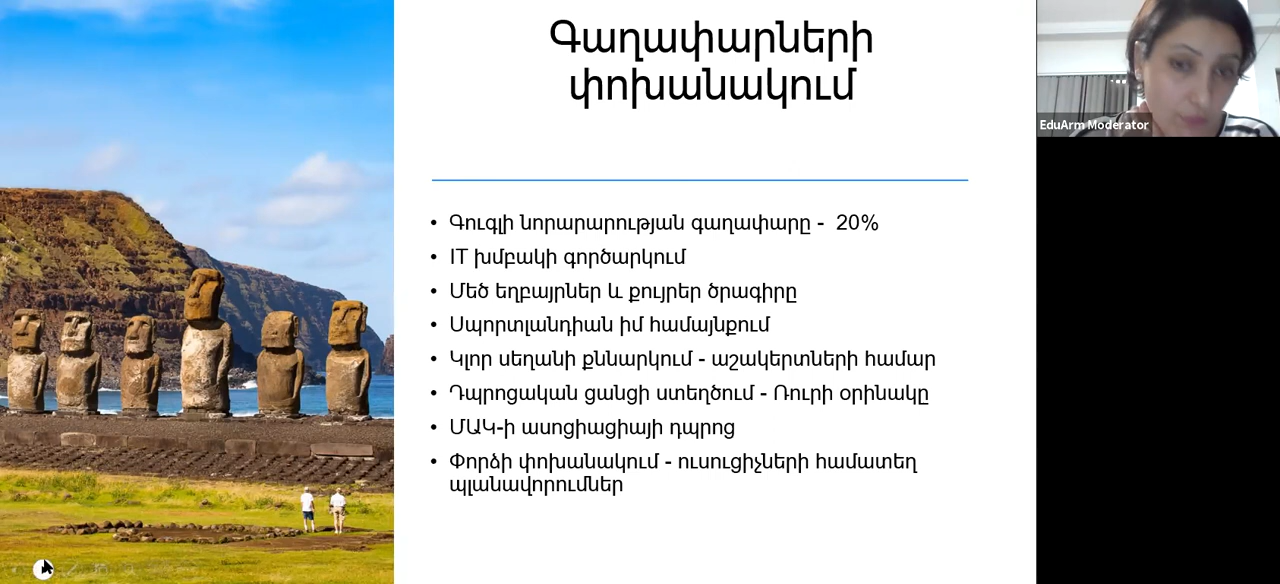 Գաղափարների
փոխանակում
• Գուգլի նորարարության գաղափարը - 20%
• IT խմբակի գործարկում
• Մեծ եղբայրներ և քույրեր ծրագիրը
• Սպորտլանդիան իմ համայնքում
• Կլոր սեղանի քննարկում - աշակերտների համար
• Դպրոցական ցանցի ստեղծում - Ռուրի օրինակը
• ՄԱԿ-ի ասոցիացիայի դպրոց
• Փորձի փոխանակում - ուսուցիչների համատեղ
պլանավորումներ
EduArm Moderator